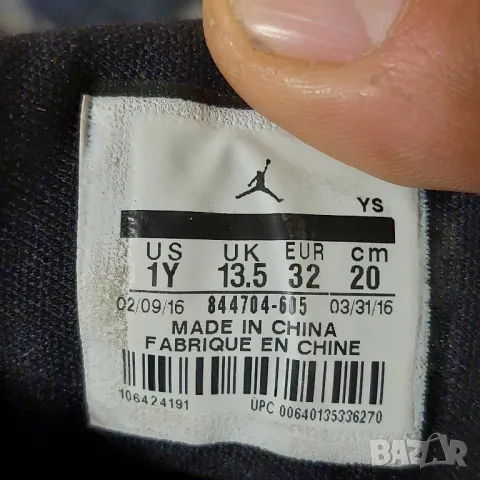 YS
US UK EUR cm
1Y 13.5 32 20
02/09/16 844704-605 03/31/16
MADE IN CHINA
FABRIQUE EN CHINE
106424191 UPC 00640135336270
BAZAR